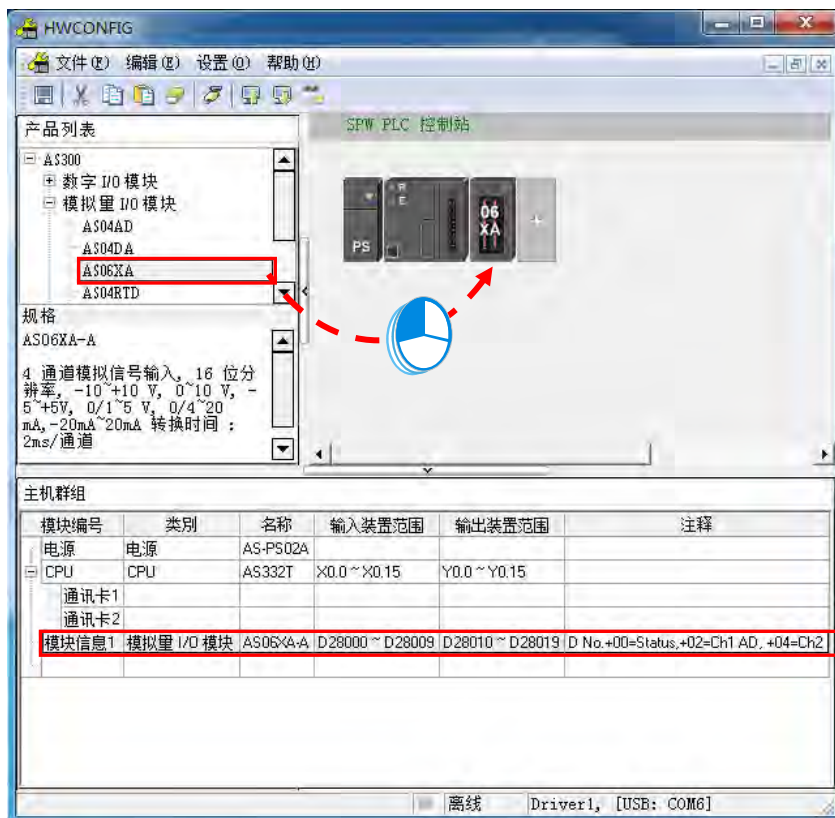 HWCONFIG
文件(F) 编辑(E) 设置(O) 帮助(H)
产品列表
AS300
数字 I/O 模块
模拟量 I/O 模块
AS04AD
AS04DA
AS06XA
AS04RTD
规格
AS06XA-A
4 通道模拟信号输入, 16 位分
辨率, -10~+10 V, 0~10 V, -
5~+5V, 0/1~5 V, 0/4~20
mA,-20mA~20mA 转换时间 :
2ms/通道
SPW PLC 控制站
PS
R
E
06
XA
+
主机群组
模块编号 类别 名称 输入装置范围 输出装置范围 注释
电源 电源 AS-PS02A
CPU CPU AS332T X0.0 ~ X0.15 Y0.0 ~ Y0.15
通讯卡1
通讯卡2
模块信息1 模拟量 I/O 模块 AS06XA-A D28000 ~ D28009 D28010 ~ D28019 D No.+00=Status,+02=Ch1 AD, +04=Ch2
离线 Driver1, [USB: COM6]